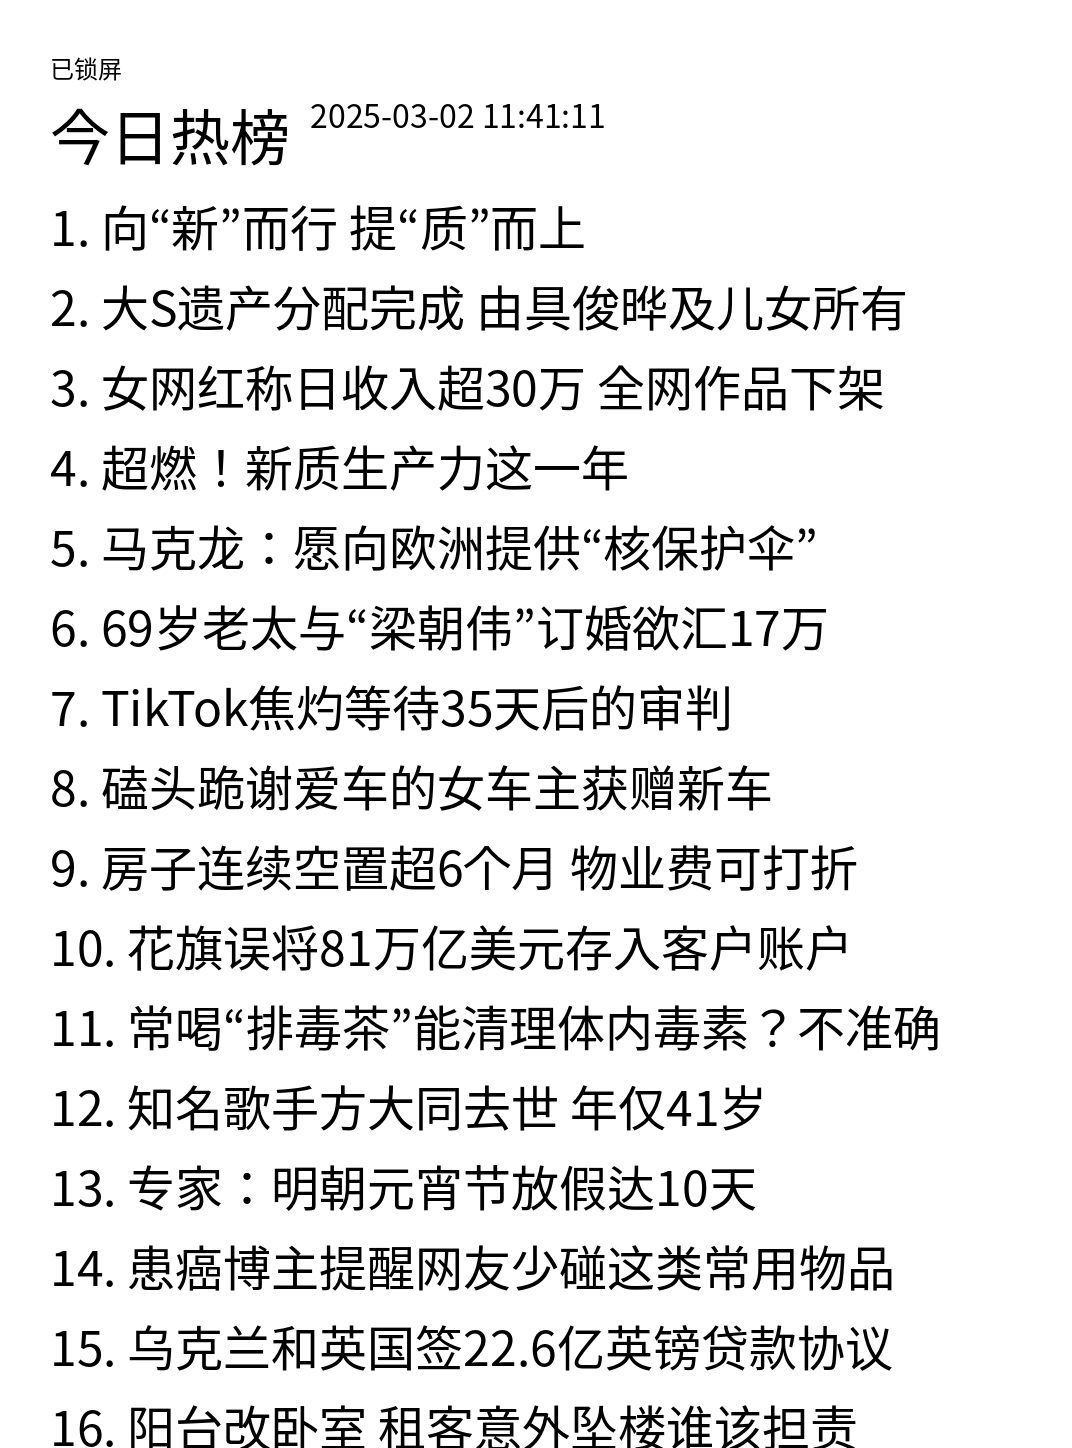 已锁屏
今日热榜 2025-03-02 11:41:11
1. 向“新”而行 提“质”而上
2. 大S遗产分配完成 由具俊晔及儿女所有
3. 女网红称日收入超30万 全网作品下架
4. 超燃！新质生产力这一年
5. 马克龙：愿向欧洲提供“核保护伞”
6. 69岁老太与“梁朝伟”订婚欲汇17万
7. TikTok焦灼等待35天后的审判
8. 磕头跪谢爱车的女车主获赠新车
9. 房子连续空置超6个月 物业费可打折
10. 花旗误将81万亿美元存入客户账户
11. 常喝“排毒茶”能清理体内毒素？不准确
12. 知名歌手方大同去世 年仅41岁
13. 专家：明朝元宵节放假达10天
14. 患癌博主提醒网友少碰这类常用物品
15. 乌克兰和英国签22.6亿英镑贷款协议
16. 阳台改卧室 租客意外坠楼谁该担责